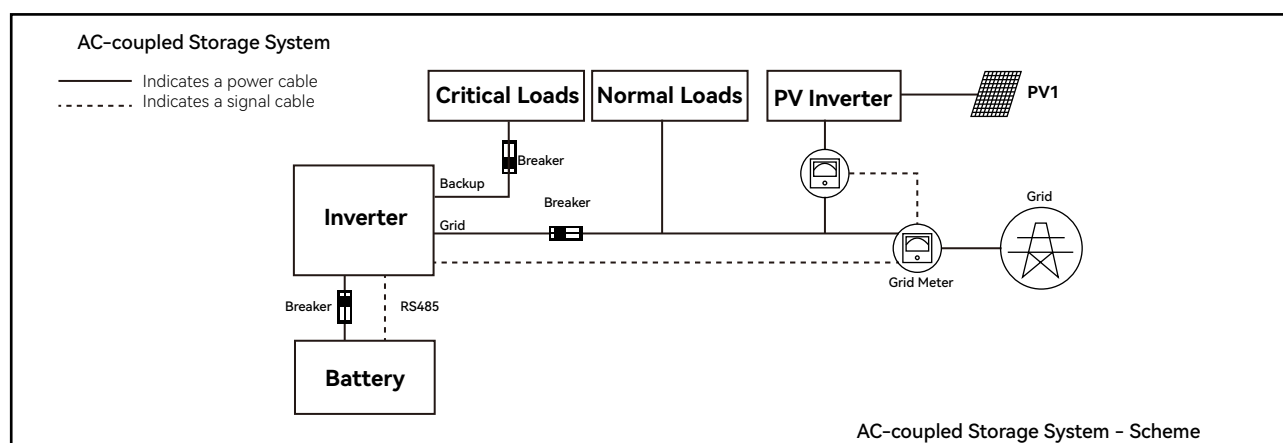 AC-coupled Storage System
Indicates a power cable
Indicates a signal cable
Critical Loads
Normal Loads
PV Inverter
PV1
Breaker
Backup
Breaker
Grid
Inverter
Grid
Grid Meter
Breaker
RS485
Battery
AC-coupled Storage System - Scheme